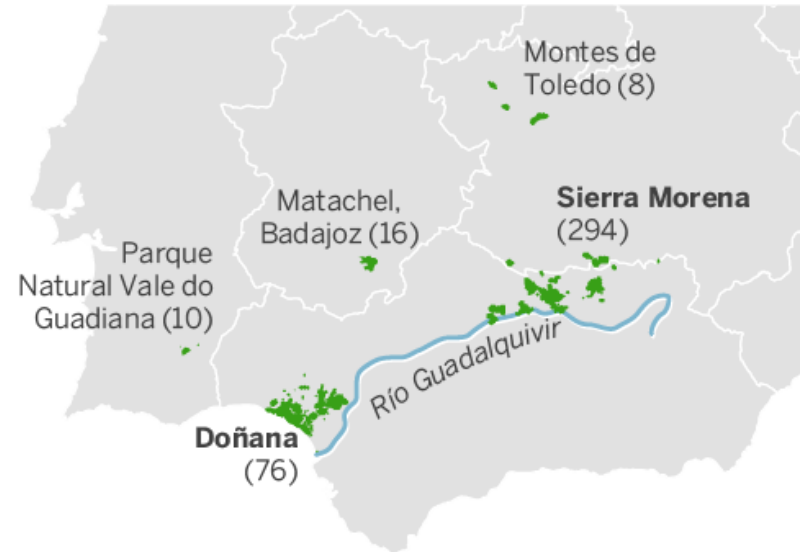 Montes de
Toledo (8)
Sierra Morena
(294)
Matachel,
Badajoz (16)
Parque
Natural Vale do
Guadiana (10)
Río Guadalquivir
Doñana
(76)